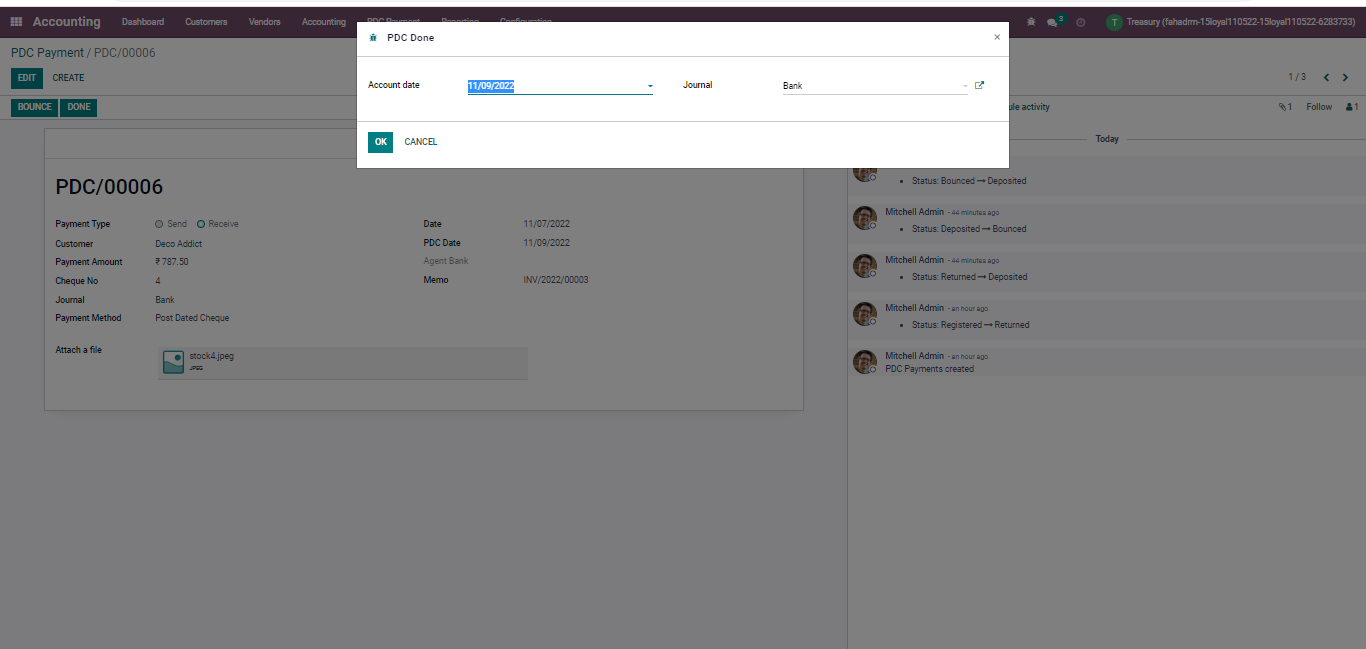 Accounting Dashboard Customers Vendors Accounting PDC Payment Reporting Configuration 3 T Treasury (fahadrm-15loyal110522-15loyal110522-6283733)
PDC Done ×
Account date 11/09/2022 Journal Bank
OK CANCEL
PDC Payment / PDC/00006
EDIT CREATE 1 / 3
BOUNCE DONE ule activity 1 Follow 1
PDC/00006
Payment Type Send Receive
Customer Deco Addict
Payment Amount ₹ 787.50
Cheque No 4
Journal Bank
Payment Method Post Dated Cheque
Date 11/07/2022
PDC Date 11/09/2022
Agent Bank
Memo INV/2022/00003
Attach a file stock4.jpeg
JPEG
Today
• Status: Bounced → Deposited
Mitchell Admin - 44 minutes ago
• Status: Deposited → Bounced
Mitchell Admin - 44 minutes ago
• Status: Returned → Deposited
Mitchell Admin - an hour ago
• Status: Registered → Returned
Mitchell Admin - an hour ago
PDC Payments created